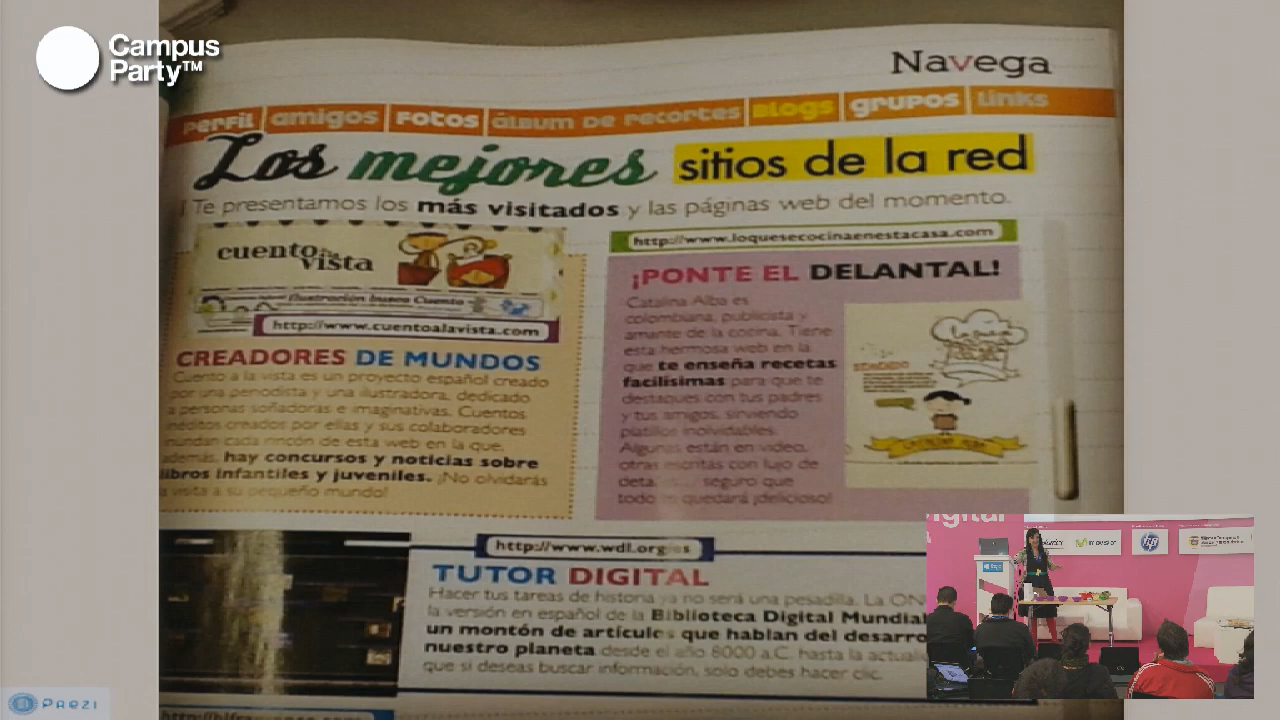 Campus
Party™
Navega
Perfil amigos Fotos álbum de recortes Blogs grupos Links
Los mejores sitios de la red
Te presentamos los más visitados y las páginas web del momento.
cuento a la vista
Ilustración busca Cuento
http://www.cuentoalavista.com
CREADORES DE MUNDOS
Cuento a la vista es un proyecto español creado
por una periodista y una ilustradora, dedicado
a personas soñadoras e imaginativas. Cuentos
inéditos creados por ellas y sus colaboradores
inundan cada rincón de esta web en la que,
además, hay concursos y noticias sobre
libros infantiles y juveniles. ¡No olvidarás
la visita a su pequeño mundo!
http://www.loquesecocinaenestacasa.com
¡PONTE EL DELANTAL!
Catalina Alba es
colombiana, publicista y
amante de la cocina. Tiene
esta hermosa web en la
que te enseña recetas
facilísimas para que te
destaques con tus padres
y tus amigos, sirviendo
platillos inolvidables.
Algunas están en video,
otras escritas con lujo de
seguro que
todo quedará ¡delicioso!
http://www.wdl.org/es
TUTOR DIGITAL
Hacer tus tareas de historia ya no será una pesadilla. La
la versión en español de la Biblioteca Digital Mundial
un montón de artículos que hablan del
nuestro planeta desde el año 8000 a.C. hasta la
que si deseas buscar información, solo debes hacer clic.
movistar
hp
Prezi